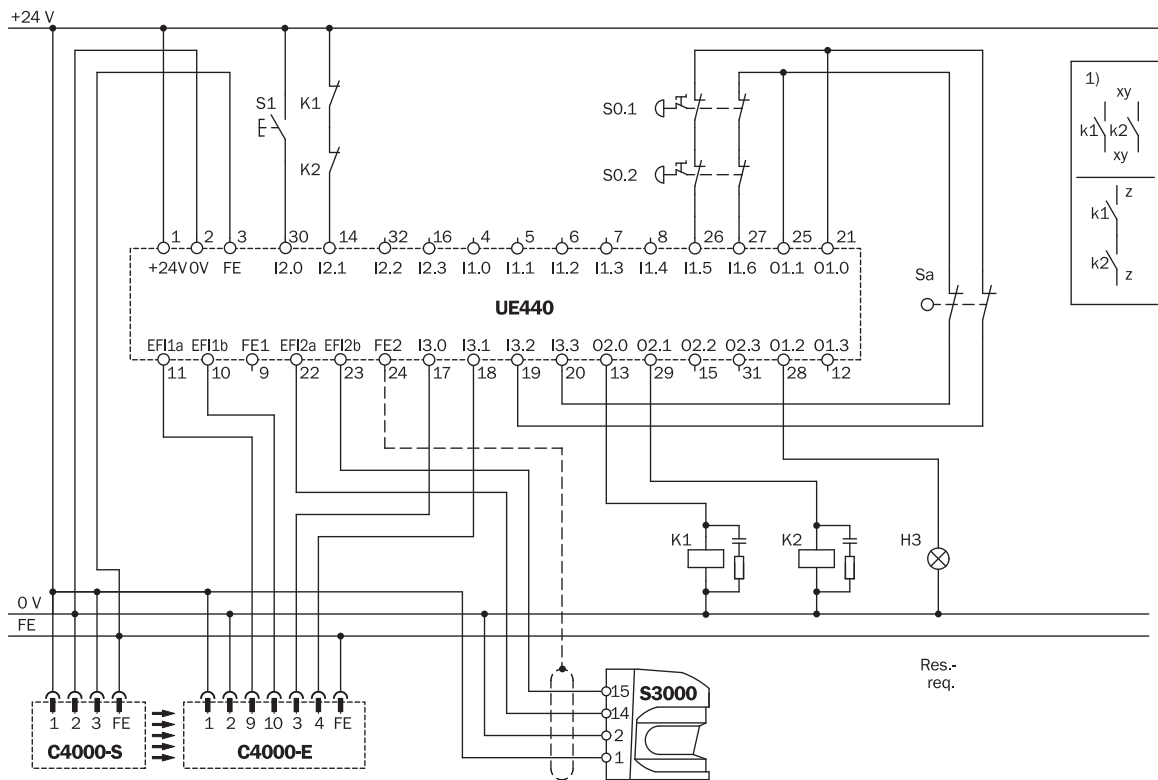 +24 V
S1
K1
K2
S0.1
S0.2
1)
xy
k1 k2
xy
z
k1
k2
z
1 2 3 30 14 32 16 4 5 6 7 8 26 27 25 21
+24V 0V FE I2.0 I2.1 I2.2 I2.3 I1.0 I1.1 I1.2 I1.3 I1.4 I1.5 I1.6 O1.1 O1.0
Sa
UE440
EFI1a EFI1b FE1 EFI2a EFI2b FE2 I3.0 I3.1 I3.2 I3.3 O2.0 O2.1 O2.2 O2.3 O1.2 O1.3
11 10 9 22 23 24 17 18 19 20 13 29 15 31 28 12
K1
K2
H3
0 V
FE
Res.-
req.
1 2 3 FE
C4000-S
1 2 9 10 3 4 FE
C4000-E
S3000
15
14
2
1